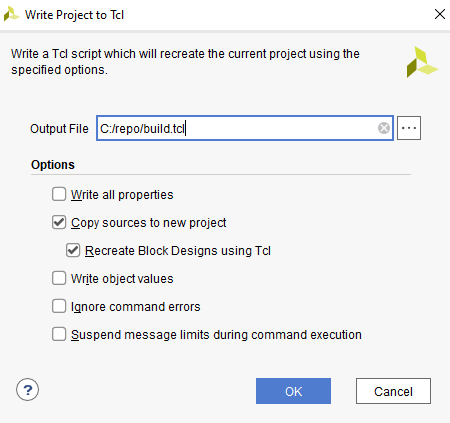 Write Project to Tcl
Write a Tcl script which will recreate the current project using the
specified options.
Output File C:/repo/build.tcl ...
Options
Write all properties
Copy sources to new project
Recreate Block Designs using Tcl
Write object values
Ignore command errors
Suspend message limits during command execution
? OK Cancel